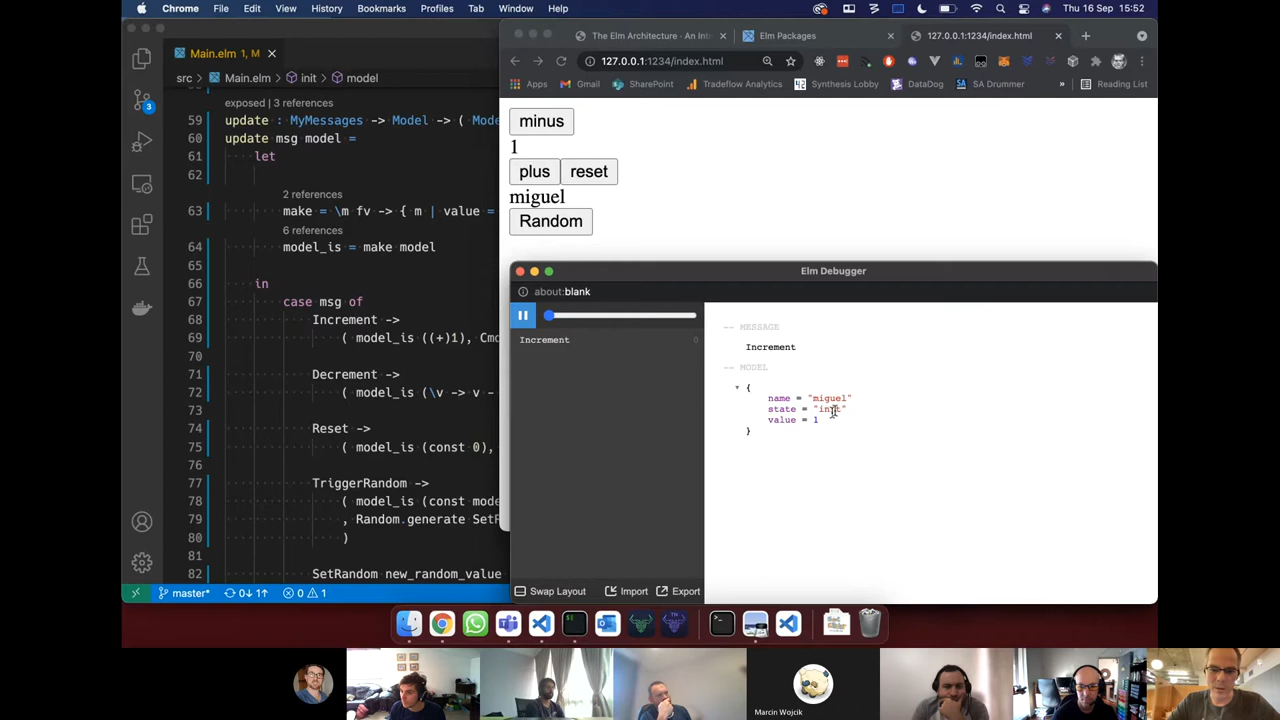 Chrome File Edit View History Bookmarks Profiles Tab Window Help Thu 16 Sep 15:52
Main.elm 1, M
src > Main.elm > init > model
exposed | 3 references
59 update : MyMessages -> Model -> ( Mode
60 update msg model =
61 let
62
2 references
63 make = \m fv -> { m | value =
6 references
64 model_is = make model
65
66 in
67 case msg of
68 Increment ->
69 ( model_is ((+)1), Cmd
70
71 Decrement ->
72 ( model_is (\v -> v -
73
74 Reset ->
75 ( model_is (const 0),
76
77 TriggerRandom ->
78 ( model_is (const mode
79 , Random.generate SetR
80 )
81
82 SetRandom new_random_value
3
master* 0↓ 1↑ 0 1
The Elm Architecture · An Int
Elm Packages
127.0.0.1:1234/index.html
127.0.0.1:1234/index.html
Apps Gmail SharePoint Tradeflow Analytics Synthesis Lobby DataDog SA Drummer » Reading List
minus
1
plus reset
miguel
Random
Elm Debugger
about:blank
Increment 0
-- MESSAGE
Increment
-- MODEL
{
name = "miguel"
state = "init"
value = 1
}
Swap Layout Import Export
Marcin Wojcik